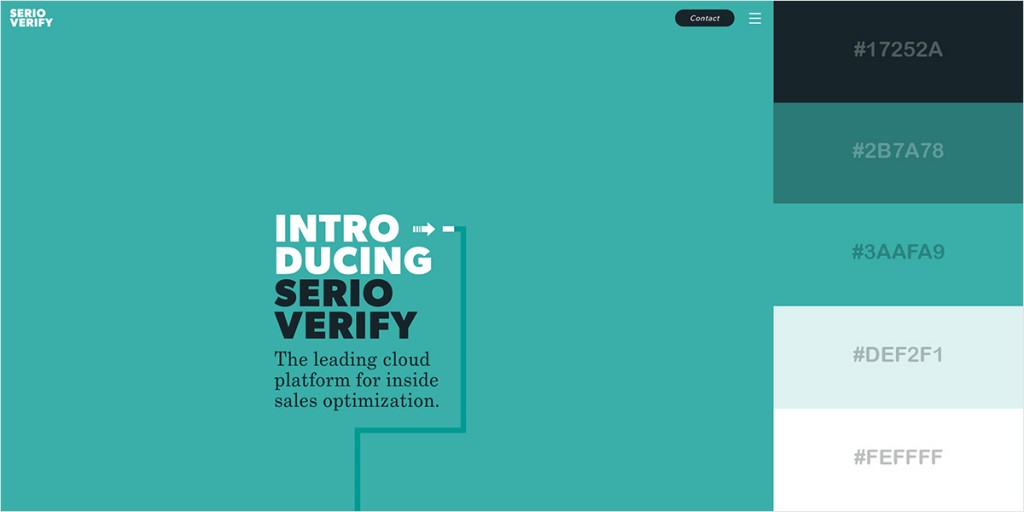 SERIO
VERIFY
Contact
INTRO
DUCING
SERIO
VERIFY
The leading cloud
platform for inside
sales optimization.
#17252A
#2B7A78
#3AAFA9
#DEF2F1
#FEFFFF